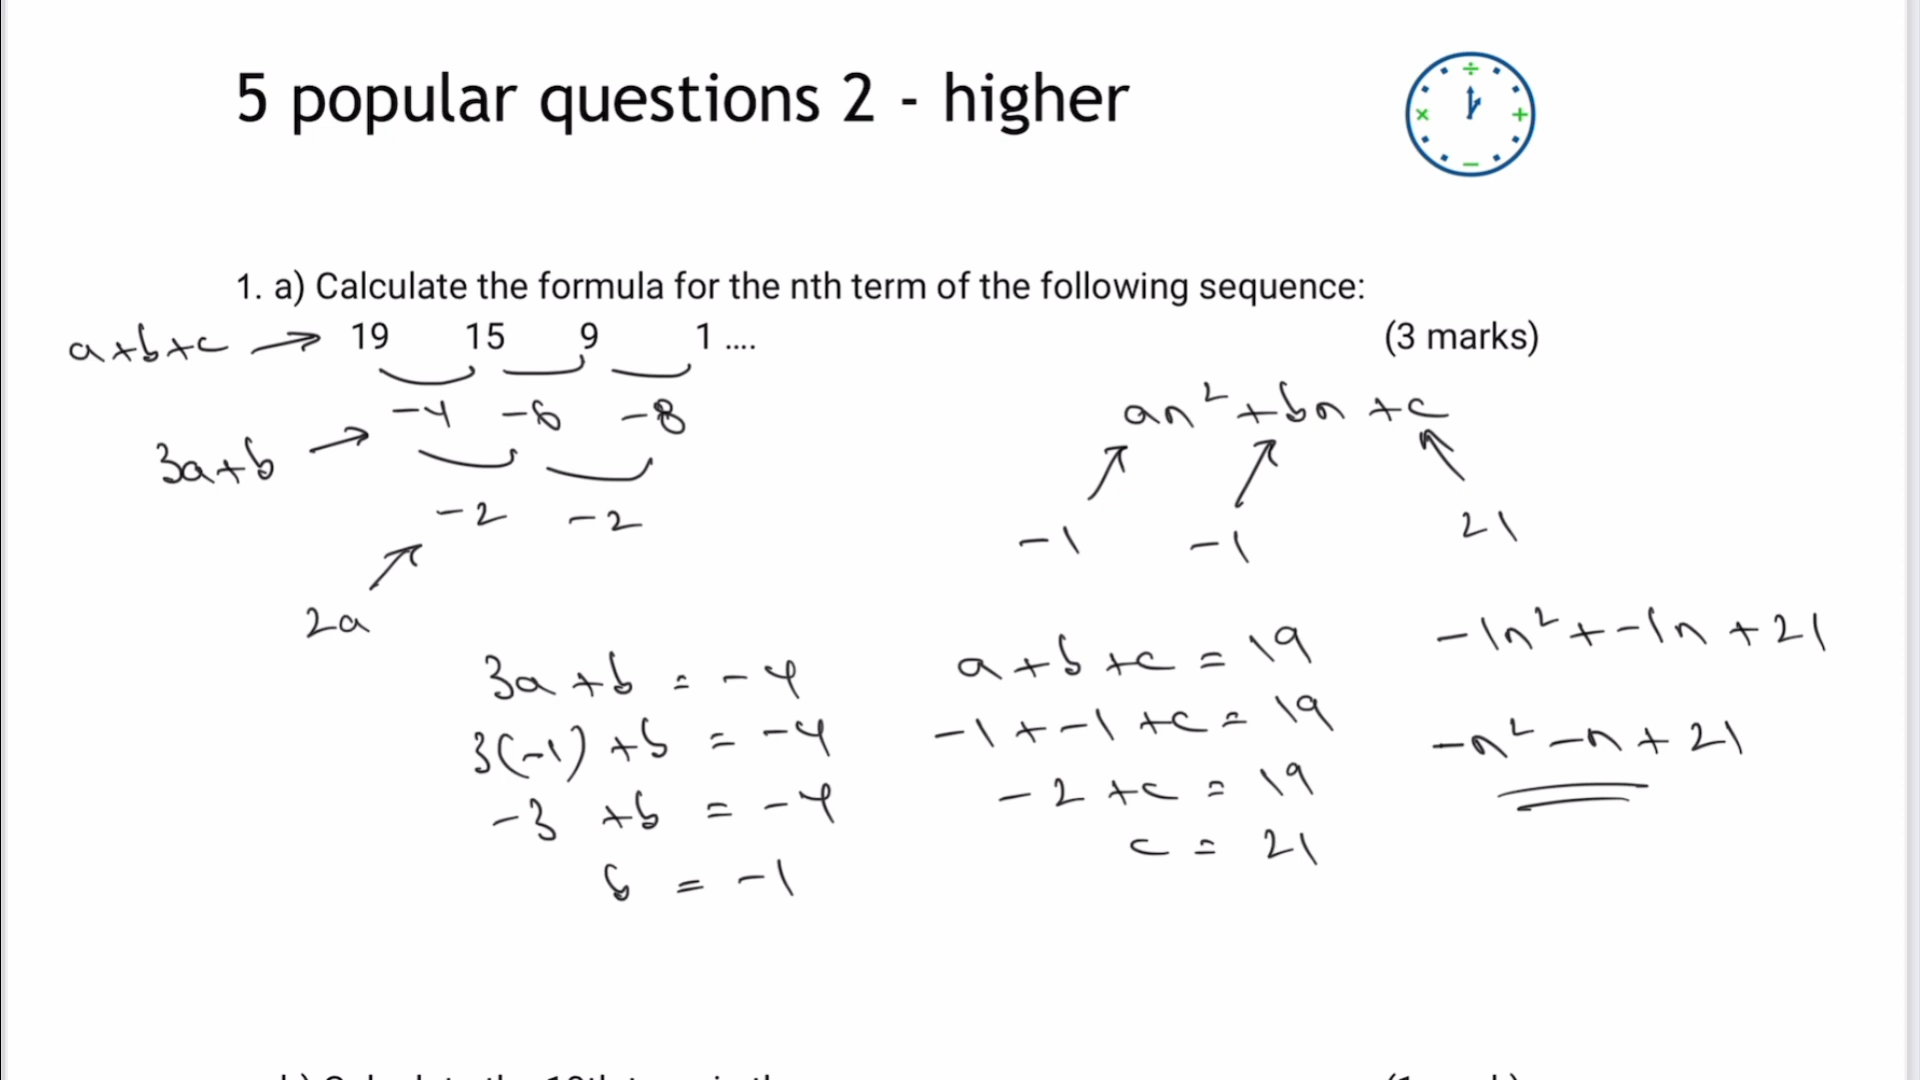 5 popular questions 2 - higher
÷
× +
−
1. a) Calculate the formula for the nth term of the following sequence:
a+b+c → 19 15 9 1 ....
(3 marks)
-4 -6 -8
3a+b →
-2 -2
2a
an²+bn+c
-1 -1 21
3a+b = -4
3(-1)+b = -4
-3 +b = -4
b = -1
a+b+c = 19
-1+-1+c = 19
-2+c = 19
c = 21
-1n²+-1n+21
-n²-n+21